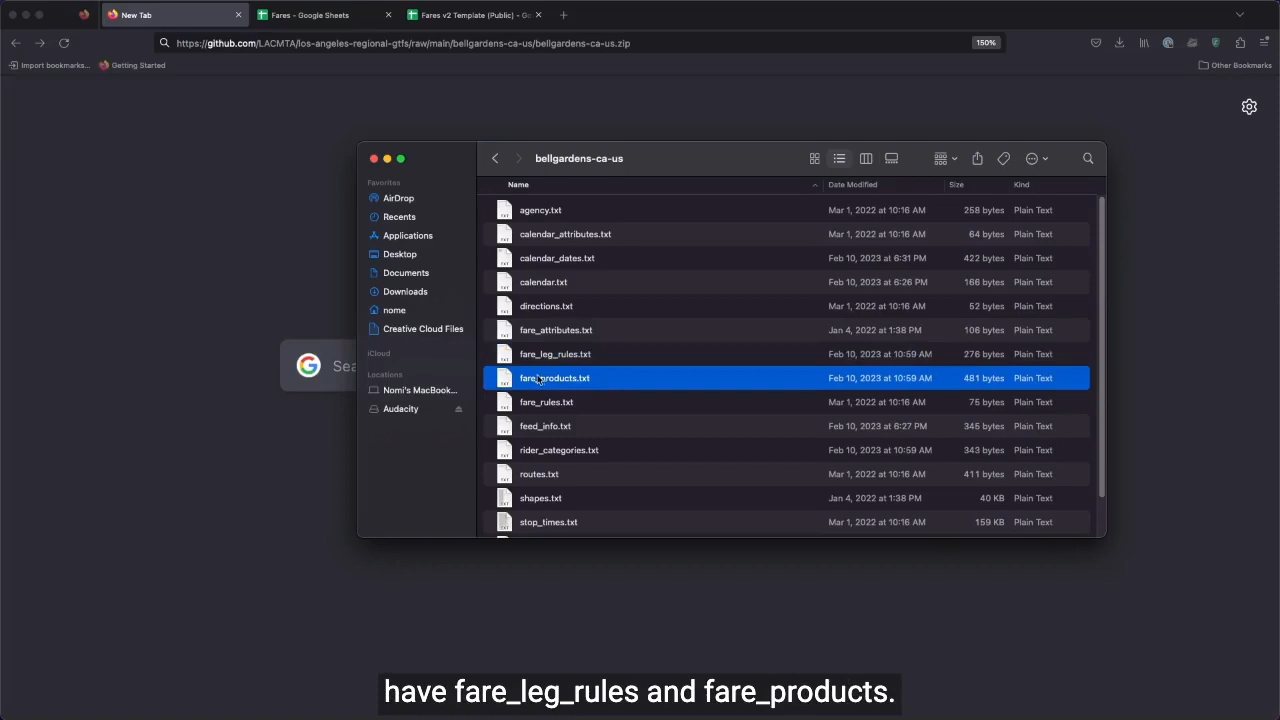 New Tab
Fares - Google Sheets
Fares v2 Template (Public) - Go
https://github.com/LACMTA/los-angeles-regional-gtfs/raw/main/bellgardens-ca-us/bellgardens-ca-us.zip
150%
Import bookmarks...
Getting Started
Other Bookmarks
bellgardens-ca-us
Favorites
AirDrop
Recents
Applications
Desktop
Documents
Downloads
nome
Creative Cloud Files
iCloud
Locations
Nomi's MacBook...
Audacity
Name Date Modified Size Kind
agency.txt Mar 1, 2022 at 10:16 AM 258 bytes Plain Text
calendar_attributes.txt Mar 1, 2022 at 10:16 AM 64 bytes Plain Text
calendar_dates.txt Feb 10, 2023 at 6:31 PM 422 bytes Plain Text
calendar.txt Feb 10, 2023 at 6:26 PM 166 bytes Plain Text
directions.txt Mar 1, 2022 at 10:16 AM 52 bytes Plain Text
fare_attributes.txt Jan 4, 2022 at 1:38 PM 106 bytes Plain Text
fare_leg_rules.txt Feb 10, 2023 at 10:59 AM 276 bytes Plain Text
fare_products.txt Feb 10, 2023 at 10:59 AM 481 bytes Plain Text
fare_rules.txt Mar 1, 2022 at 10:16 AM 75 bytes Plain Text
feed_info.txt Feb 10, 2023 at 6:27 PM 345 bytes Plain Text
rider_categories.txt Feb 10, 2023 at 10:59 AM 343 bytes Plain Text
routes.txt Mar 1, 2022 at 10:16 AM 411 bytes Plain Text
shapes.txt Jan 4, 2022 at 1:38 PM 40 KB Plain Text
stop_times.txt Mar 1, 2022 at 10:16 AM 159 KB Plain Text
G Sea
have fare_leg_rules and fare_products.